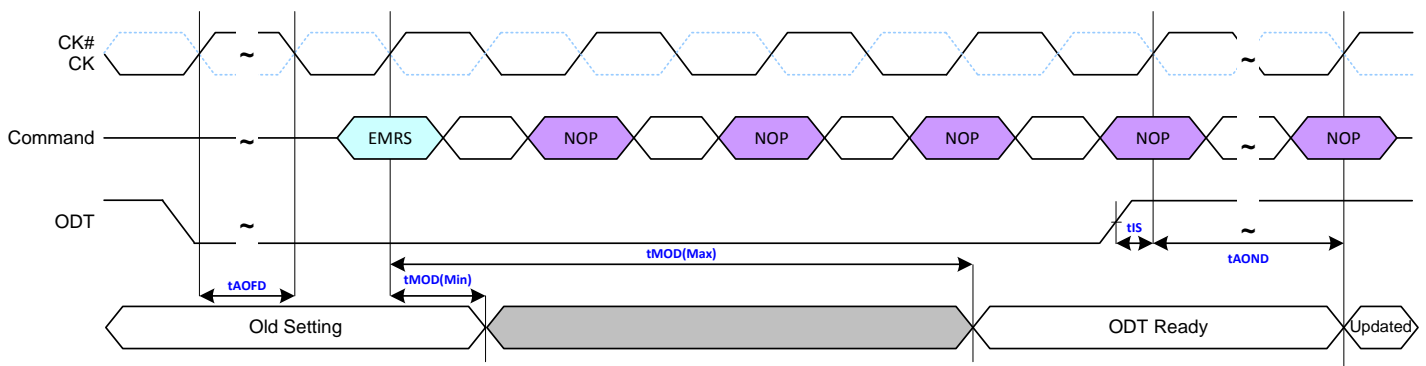 CK#
CK
~
~
Command
~
EMRS
NOP
NOP
NOP
NOP
~
NOP
ODT
~
tIS
~
tMOD(Max)
tAOND
tAOFD
tMOD(Min)
Old Setting
ODT Ready
Updated